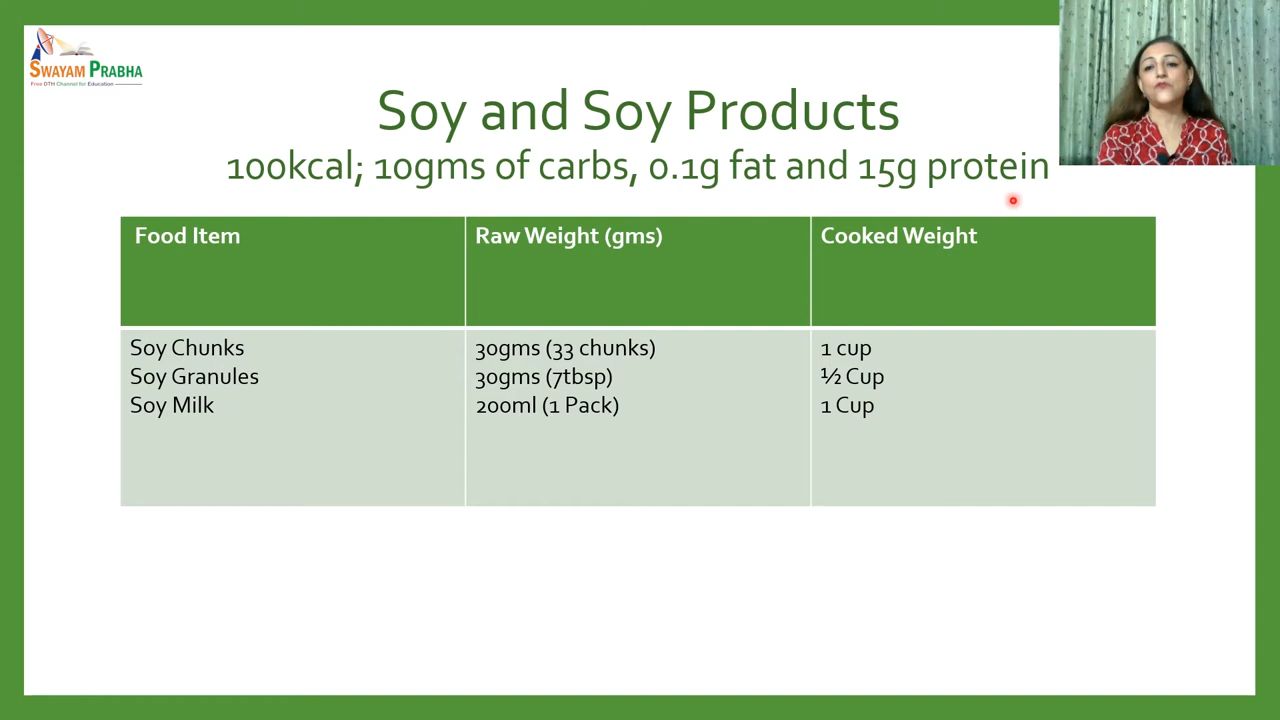 SWAYAM PRABHA
Free DTH Channel for Education
Soy and Soy Products
100kcal; 10gms of carbs, 0.1g fat and 15g protein
Food Item Raw Weight (gms) Cooked Weight
Soy Chunks 30gms (33 chunks) 1 cup
Soy Granules 30gms (7tbsp) ½ Cup
Soy Milk 200ml (1 Pack) 1 Cup